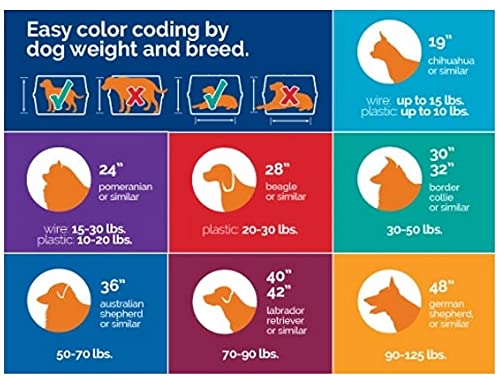 Easy color coding by
dog weight and breed.
19"
chihuahua
or similar
wire: up to 15 lbs.
plastic: up to 10 lbs.
24"
pomeranian
or similar
wire: 15-30 lbs.
plastic: 10-20 lbs.
28"
beagle
or similar
plastic: 20-30 lbs.
30"
32"
border
collie
or similar
30-50 lbs.
36"
australian
shepherd
or similar
50-70 lbs.
40"
42"
labrador
retriever
or similar
70-90 lbs.
48"
german
shepherd,
or similar
90-125 lbs.